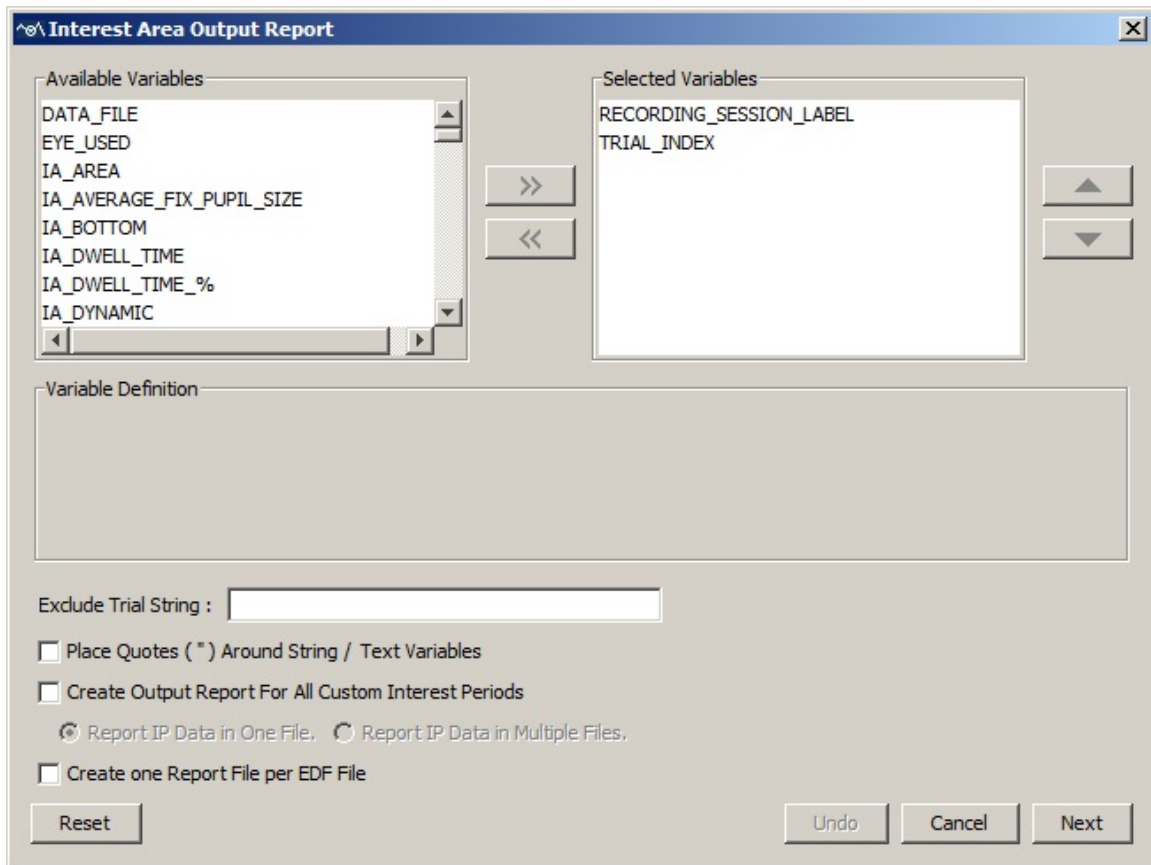 Interest Area Output Report
Available Variables
DATA_FILE
EYE_USED
IA_AREA
IA_AVERAGE_FIX_PUPIL_SIZE
IA_BOTTOM
IA_DWELL_TIME
IA_DWELL_TIME_%
IA_DYNAMIC
>>
<<
Selected Variables
RECORDING_SESSION_LABEL
TRIAL_INDEX
Variable Definition
Exclude Trial String :
Place Quotes ( " ) Around String / Text Variables
Create Output Report For All Custom Interest Periods
Report IP Data in One File. Report IP Data in Multiple Files.
Create one Report File per EDF File
Reset Undo Cancel Next